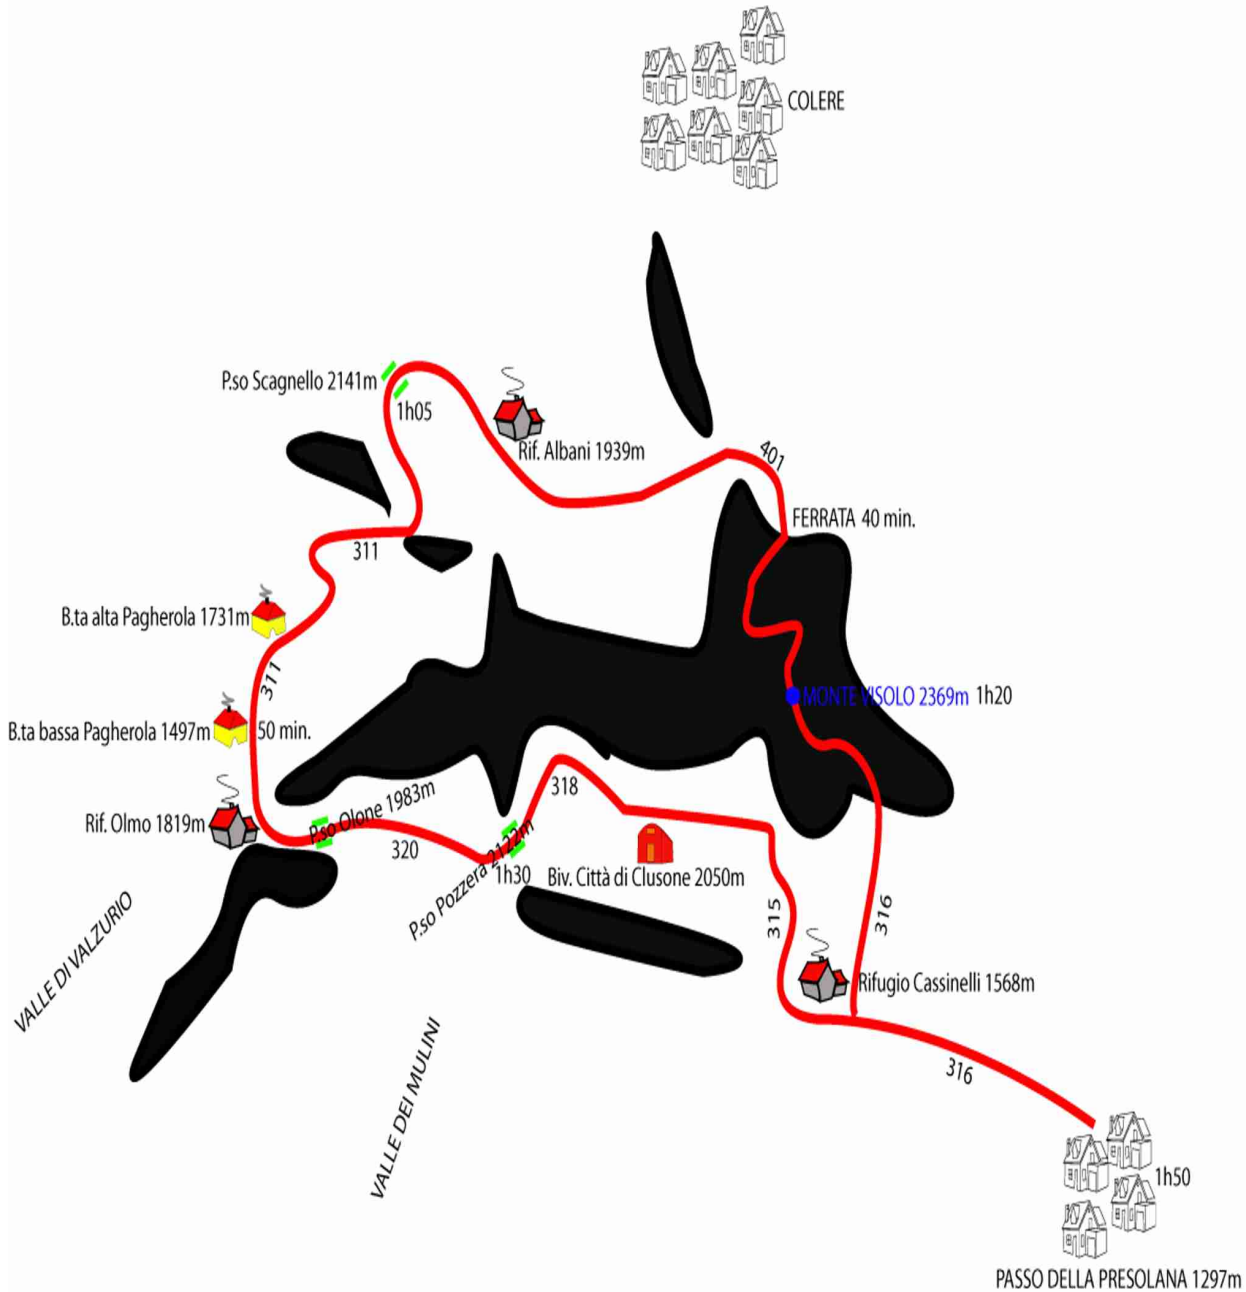 COLERE
P.so Scagnello 2141m
1h05
Rif. Albani 1939m
401
FERRATA 40 min.
311
B.ta alta Pagherola 1731m
311
MONTE VISOLO 2369m 1h20
B.ta bassa Pagherola 1497m
50 min.
318
Rif. Olmo 1819m
P.so Olone 1983m
320
P.so Pozzera 2122m
1h30
Biv. Città di Clusone 2050m
315
316
VALLE DI VALZURIO
Rifugio Cassinelli 1568m
VALLE DEI MULINI
316
1h50
PASSO DELLA PRESOLANA 1297m